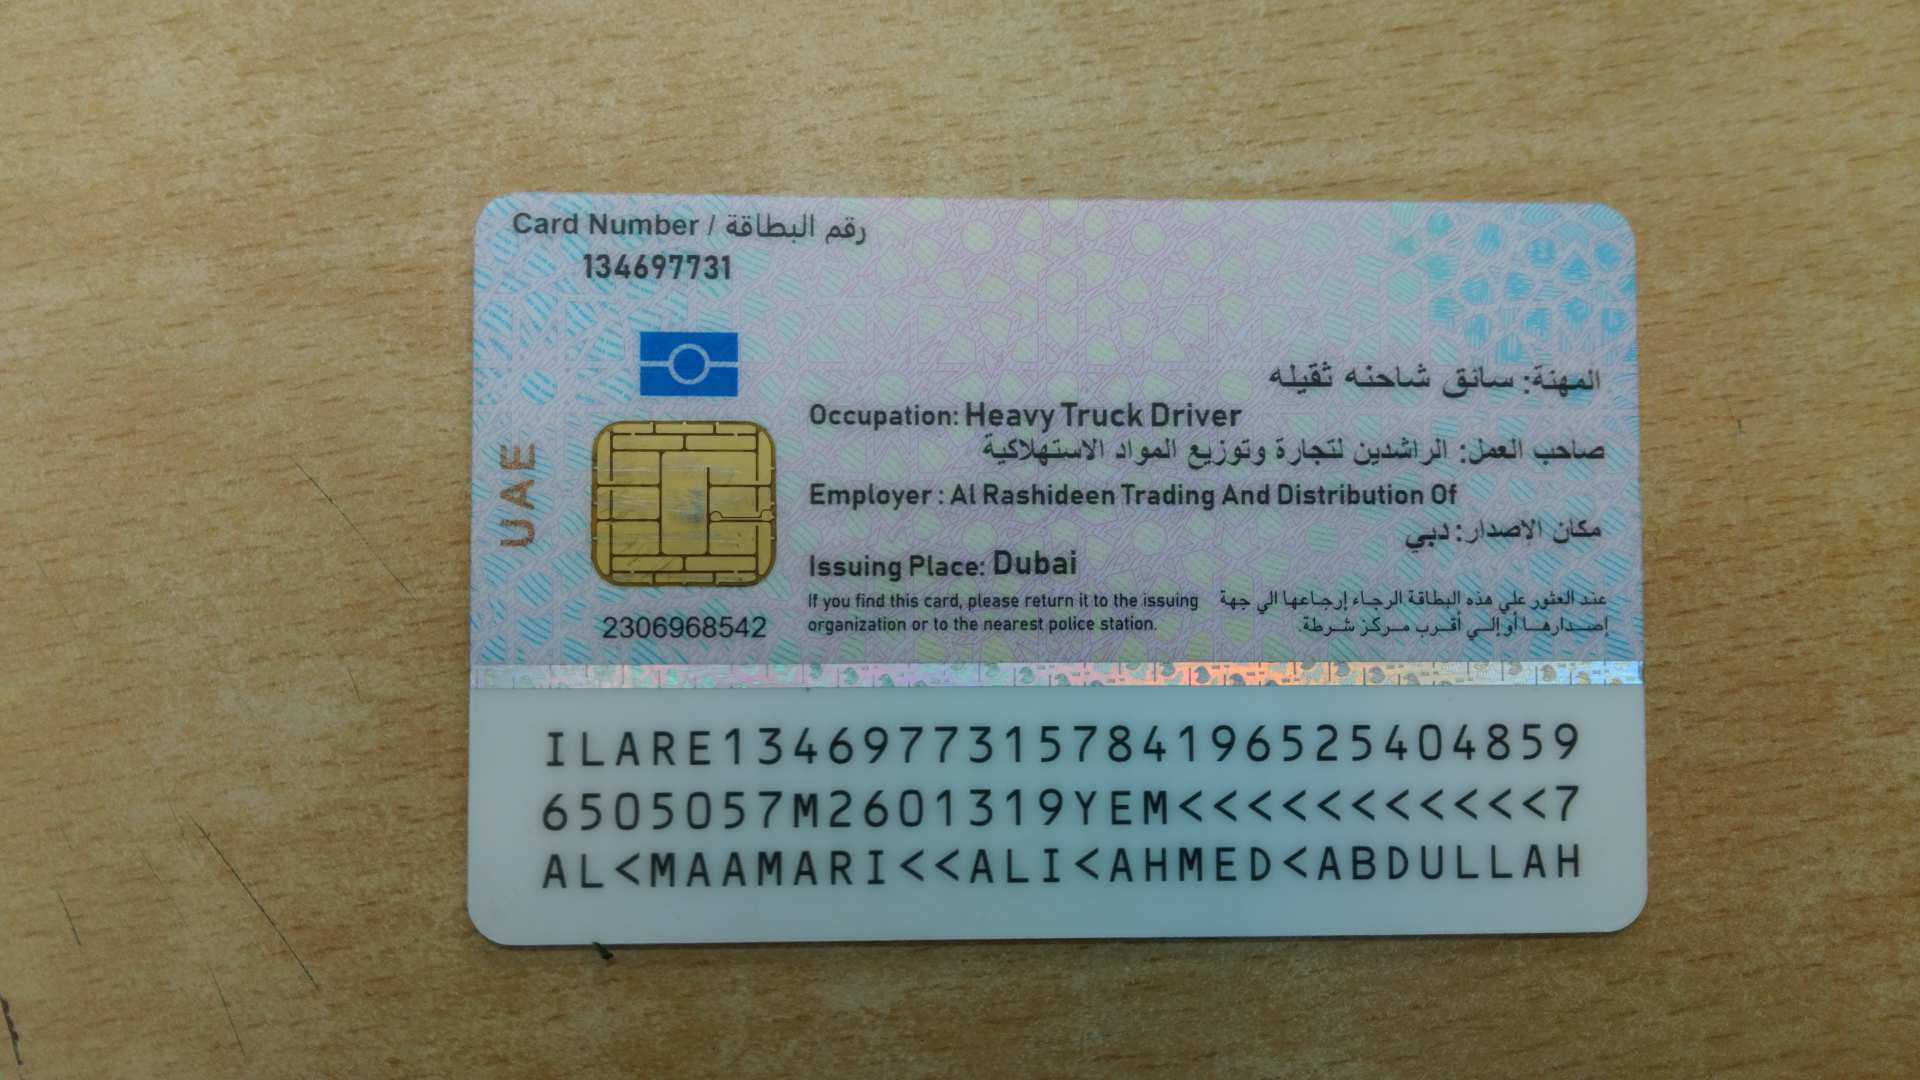 Card Number / رقم البطاقة
134697731
المهنة: سائق شاحنه ثقيله
Occupation: Heavy Truck Driver
صاحب العمل: الراشدين لتجارة وتوزيع المواد الاستهلاكية
Employer : Al Rashideen Trading And Distribution Of
مكان الإصدار: دبي
Issuing Place: Dubai
If you find this card, please return it to the issuing
organization or to the nearest police station.
عند العثور علي هذه البطاقة الرجاء إرجاعها الي جهة
إصدارها أو إلي أقرب مركز شرطة.
UAE
2306968542
ILARE1346977315784196525404859
6505057M2601319YEM<<<<<<<<<<<7
AL<MAAMARI<<ALI<AHMED<ABDULLAH